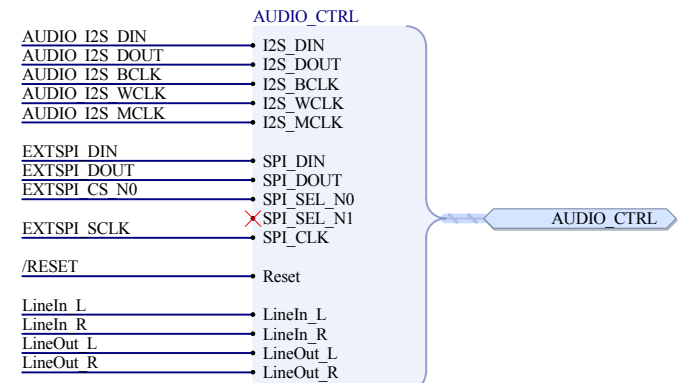 AUDIO_CTRL
AUDIO_I2S_DIN I2S_DIN
AUDIO_I2S_DOUT I2S_DOUT
AUDIO_I2S_BCLK I2S_BCLK
AUDIO_I2S_WCLK I2S_WCLK
AUDIO_I2S_MCLK I2S_MCLK
EXTSPI_DIN SPI_DIN
EXTSPI_DOUT SPI_DOUT
EXTSPI_CS_N0 SPI_SEL_N0
SPI_SEL_N1 AUDIO_CTRL
EXTSPI_SCLK SPI_CLK
/RESET Reset
LineIn_L LineIn_L
LineIn_R LineIn_R
LineOut_L LineOut_L
LineOut_R LineOut_R